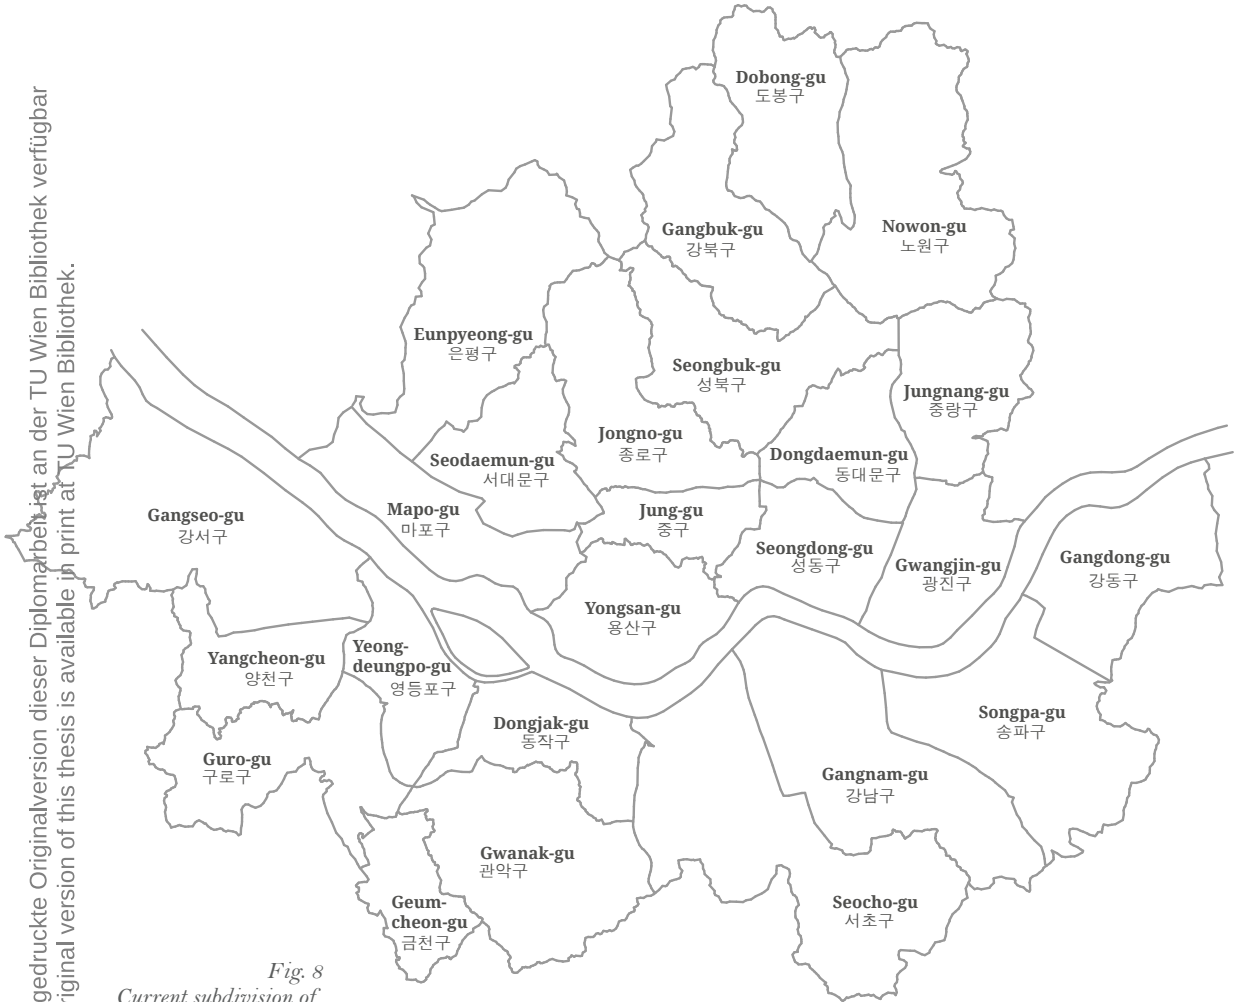 gedruckte Originalversion dieser Diplomarbeit ist an der TU Wien Bibliothek verfügbar
riginal version of this thesis is available in print at TU Wien Bibliothek.
Dobong-gu
도봉구
Gangbuk-gu
강북구
Nowon-gu
노원구
Eunpyeong-gu
은평구
Seongbuk-gu
성북구
Jungnang-gu
중랑구
Jongno-gu
종로구
Seodaemun-gu
서대문구
Dongdaemun-gu
동대문구
Gangseo-gu
강서구
Mapo-gu
마포구
Jung-gu
중구
Seongdong-gu
성동구
Gwangjin-gu
광진구
Gangdong-gu
강동구
Yongsan-gu
용산구
Yangcheon-gu
양천구
Yeong-
deungpo-gu
영등포구
Dongjak-gu
동작구
Songpa-gu
송파구
Guro-gu
구로구
Gangnam-gu
강남구
Gwanak-gu
관악구
Geum-
cheon-gu
금천구
Seocho-gu
서초구
Fig. 8
Current subdivision of